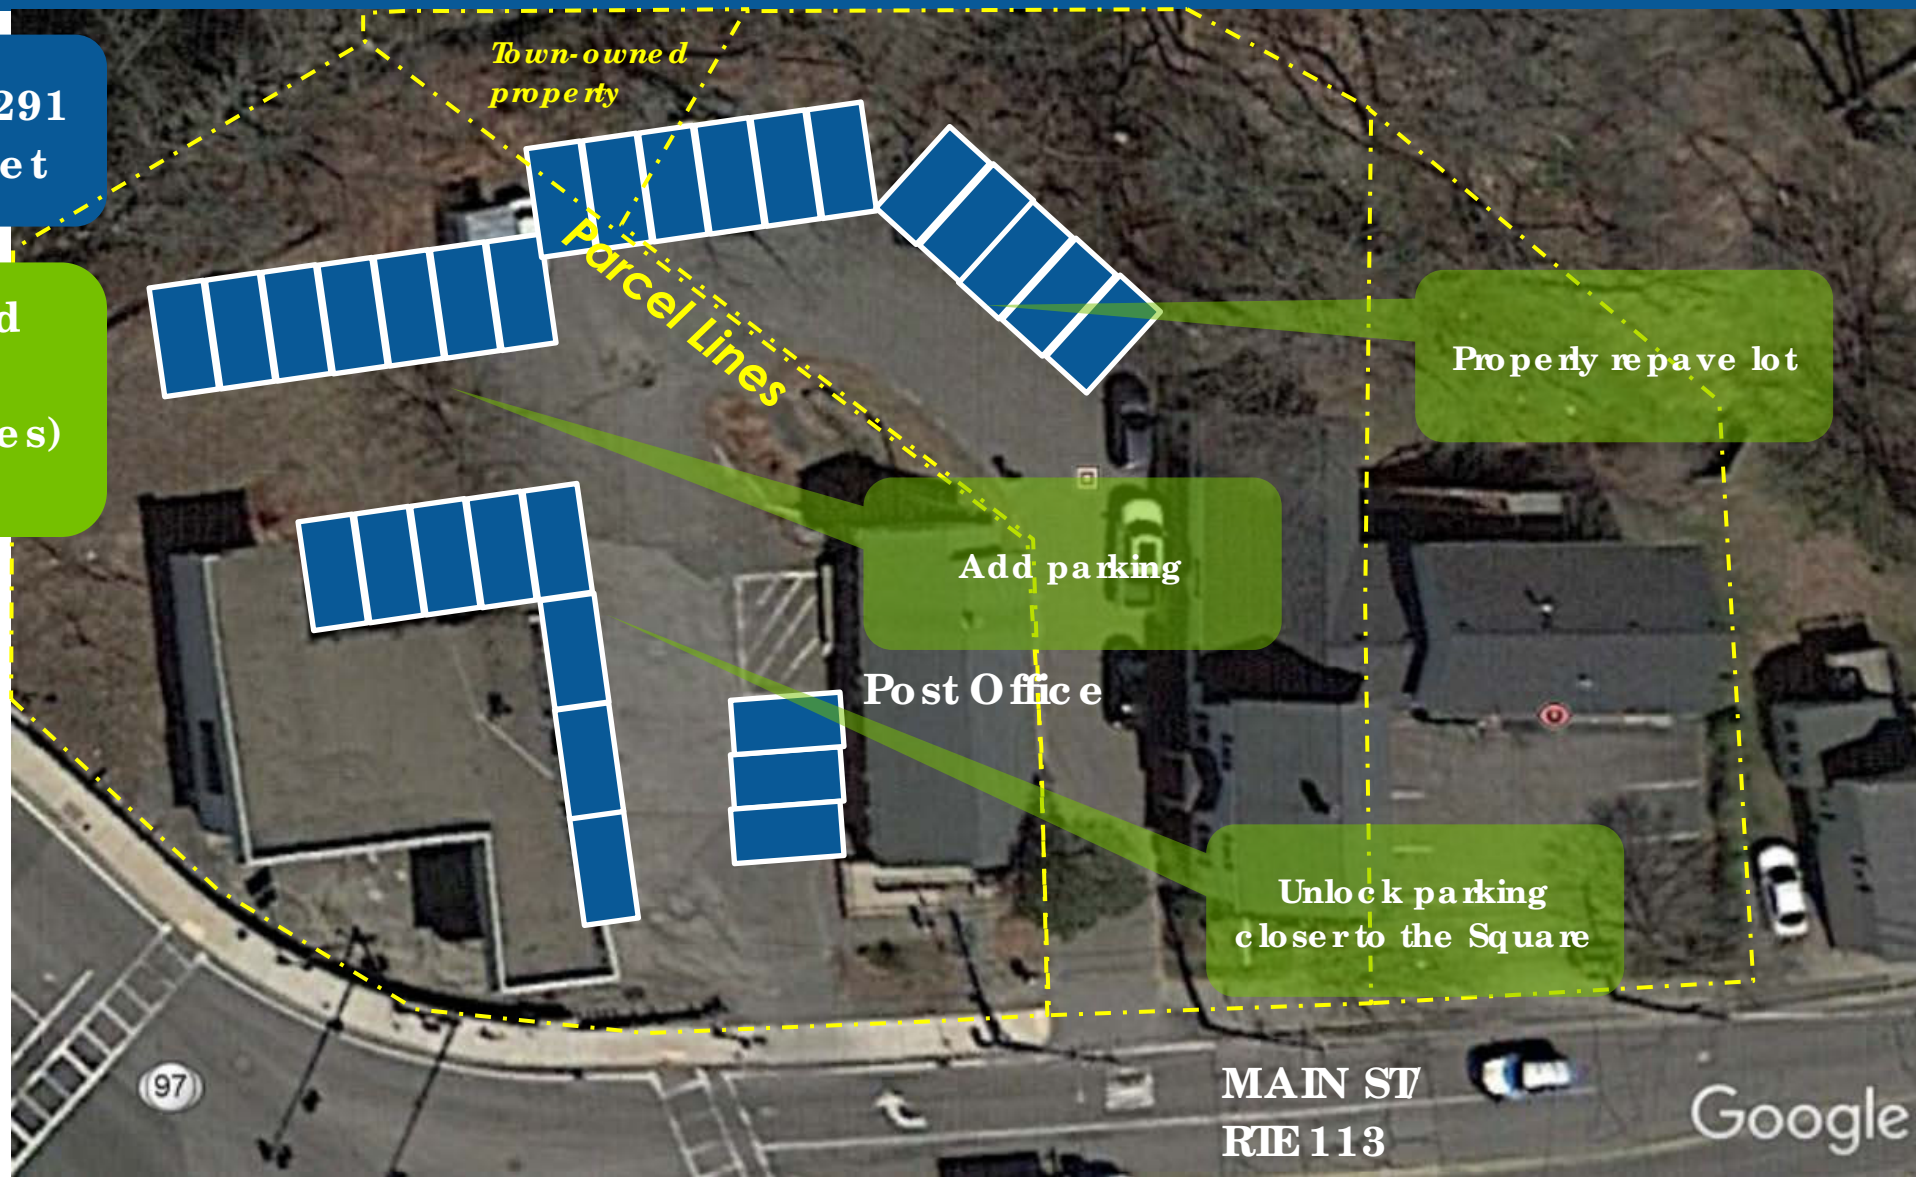 Town-owned
property
291
et
d
es)
Parcel Lines
Properly repave lot
Add parking
Post Office
Unlock parking
closer to the Square
97
MAIN ST/
RTE 113
Google